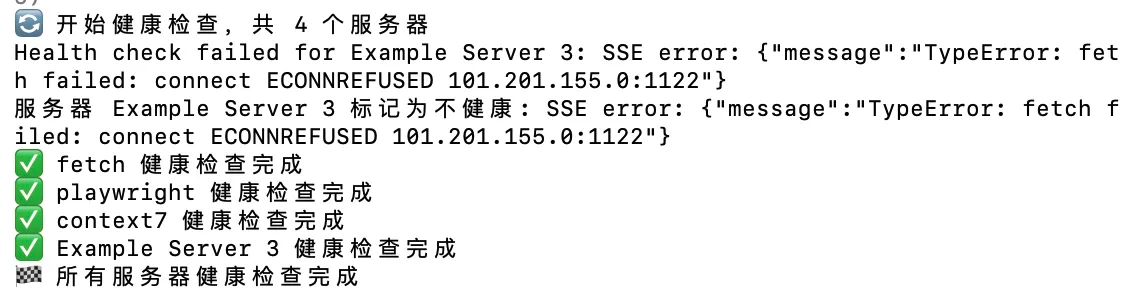 🔄 开始健康检查，共 4 个服务器
Health check failed for Example Server 3: SSE error: {"message":"TypeError: fet
h failed: connect ECONNREFUSED 101.201.155.0:1122"}
服务器 Example Server 3 标记为不健康: SSE error: {"message":"TypeError: fetch f
iled: connect ECONNREFUSED 101.201.155.0:1122"}
✅ fetch 健康检查完成
✅ playwright 健康检查完成
✅ context7 健康检查完成
✅ Example Server 3 健康检查完成
🏁 所有服务器健康检查完成